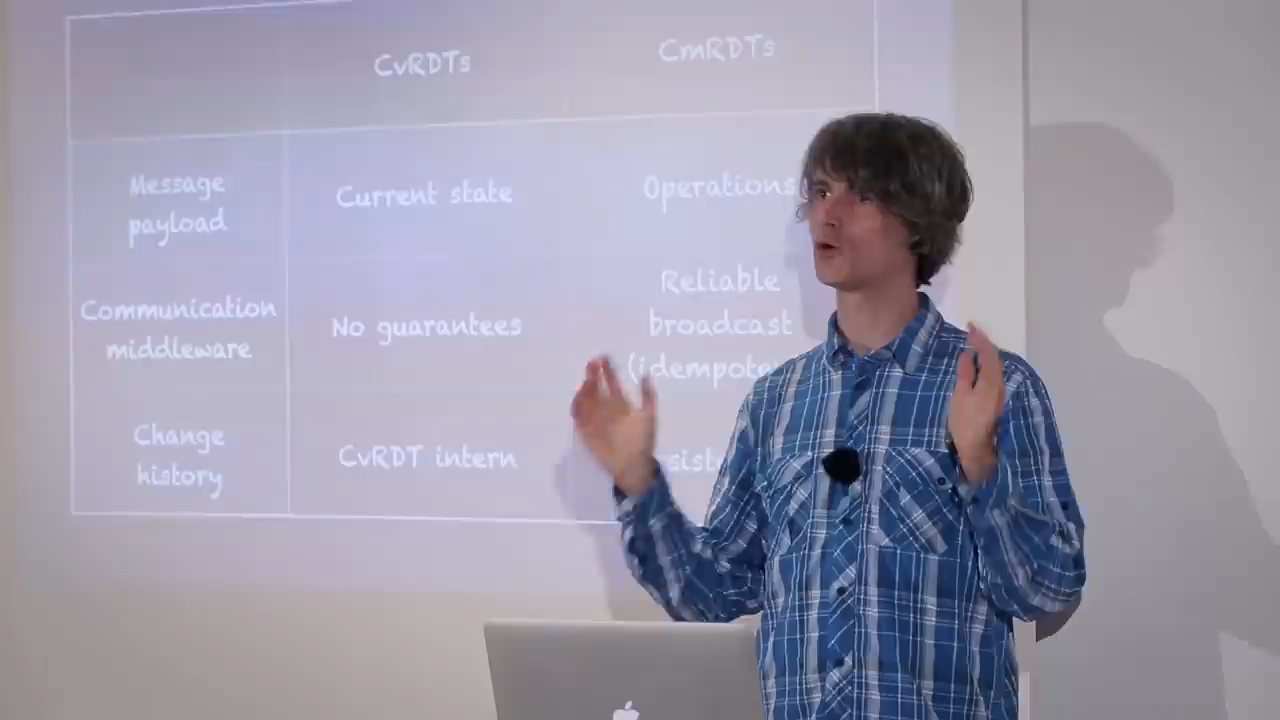 CvRDTs CmRDTs
Message
payload
Current state
Operations
Communication
middleware
No guarantees
Reliable
broadcast
Change
history
CvRDT intern